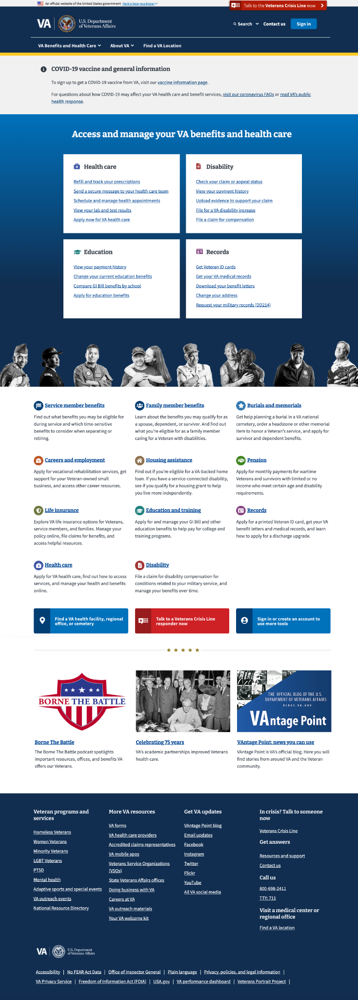 An official website of the United States government Here's how you know
Talk to the Veterans Crisis Line now
VA
U.S. Department
of Veterans Affairs
Search
Contact us
Sign in
VA Benefits and Health Care
About VA
Find a VA Location
COVID-19 vaccine and general information
To sign up to get a COVID-19 vaccine from VA, visit our vaccine information page.
For questions about how COVID-19 may affect your VA health care and benefit services, visit our coronavirus FAQs or read VA's public
health response.
Access and manage your VA benefits and health care
Health care
Refill and track your prescriptions
Send a secure message to your health care team
Schedule and manage health appointments
View your lab and test results
Apply now for VA health care
Disability
Check your claim or appeal status
View your payment history
Upload evidence to support your claim
File for a VA disability increase
File a claim for compensation
Education
View your payment history
Change your current education benefits
Compare GI Bill benefits by school
Apply for education benefits
Records
Get Veteran ID cards
Get your VA medical records
Download your benefit letters
Change your address
Request your military records (DD214)
Service member benefits
Find out what benefits you may be eligible for
during service and which time-sensitive
benefits to consider when separating or
retiring.
Family member benefits
Learn about the benefits you may qualify for as
a spouse, dependent, or survivor. And find out
what you're eligible for as a family member
caring for a Veteran with disabilities.
Burials and memorials
Get help planning a burial in a VA national
cemetery, order a headstone or other memorial
item to honor a Veteran's service, and apply for
survivor and dependent benefits.
Careers and employment
Apply for vocational rehabilitation services, get
support for your Veteran-owned small
business, and access other career resources.
Housing assistance
Find out if you're eligible for a VA-backed home
loan. If you have a service-connected disability,
see if you qualify for a housing grant to help
you live more independently.
Pension
Apply for monthly payments for wartime
Veterans and survivors with limited or no
income who meet certain age and disability
requirements.
Life insurance
Explore VA life insurance options for Veterans,
service members, and families. Manage your
policy online, file claims for benefits, and
access helpful resources.
Education and training
Apply for and manage your GI Bill and other
education benefits to help pay for college and
training programs.
Records
Apply for a printed Veteran ID card, get your VA
benefit letters and medical records, and learn
how to apply for a discharge upgrade.
Health care
Apply for VA health care, find out how to access
services, and manage your health and benefits
online.
Disability
File a claim for disability compensation for
conditions related to your military service, and
manage your benefits over time.
Find a VA health facility, regional
office, or cemetery
Talk to a Veterans Crisis Line
responder now
Sign in or create an account to
use more tools
BORNE THE BATTLE
THE OFFICIAL BLOG OF THE U.S.
DEPARTMENT OF VETERANS AFFAIRS
BLOGS.VA.GOV
VAntage Point
Borne The Battle
The Borne The Battle podcast spotlights
important resources, offices, and benefits VA
offers our Veterans.
Celebrating 75 years
VA's academic partnerships improved Veterans
health care.
VAntage Point: news you can use
VAntage Point is VA's official blog. Here you will
find stories from around VA and the Veteran
community.
Veteran programs and
services
Homeless Veterans
Women Veterans
Minority Veterans
LGBT Veterans
PTSD
Mental health
Adaptive sports and special events
VA outreach events
National Resource Directory
More VA resources
VA forms
VA health care providers
Accredited claims representatives
VA mobile apps
Veterans Service Organizations
(VSOs)
State Veterans Affairs offices
Doing business with VA
Careers at VA
VA outreach materials
Your VA welcome kit
Get VA updates
VAntage Point blog
Email updates
Facebook
Instagram
Twitter
Flickr
YouTube
All VA social media
In crisis? Talk to someone
now
Veterans Crisis Line
Get answers
Resources and support
Contact us
Call us
800-698-2411
TTY: 711
Visit a medical center or
regional office
Find a VA location
VA
U.S. Department
of Veterans Affairs
Accessibility | No FEAR Act Data | Office of Inspector General | Plain language | Privacy, policies, and legal information |
VA Privacy Service | Freedom of Information Act (FOIA) | USA.gov | VA performance dashboard | Veterans Portrait Project |